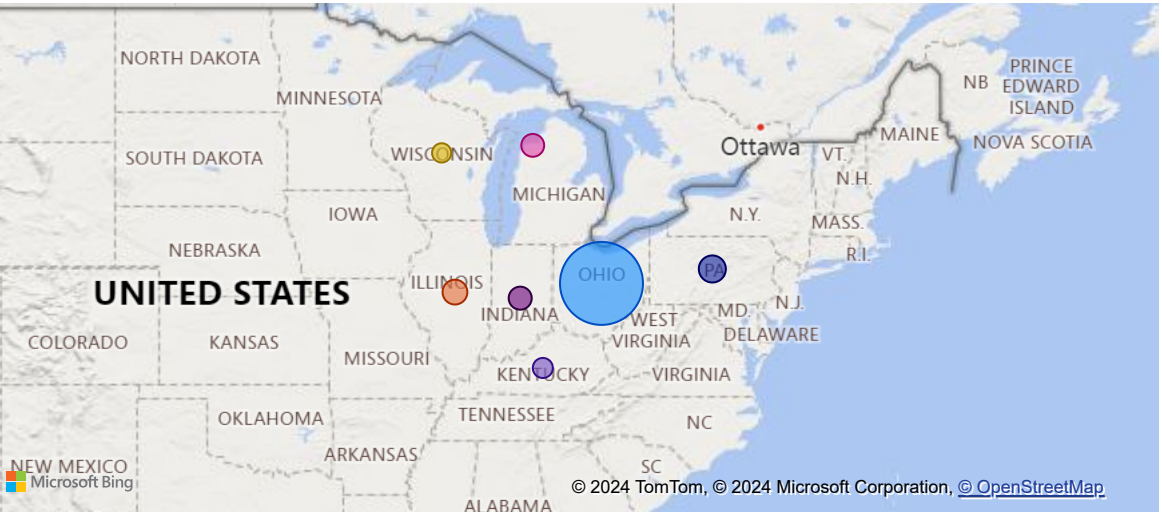 NORTH DAKOTA
MINNESOTA
PRINCE
EDWARD
ISLAND
NB
MAINE
NOVA SCOTIA
Ottawa
VT.
N.H.
SOUTH DAKOTA
WISCONSIN
MICHIGAN
IOWA
N.Y.
MASS.
R.I.
NEBRASKA
UNITED STATES
ILLINOIS
INDIANA
OHIO
PA
MD.
N.J.
DELAWARE
WEST
VIRGINIA
COLORADO
KANSAS
MISSOURI
KENTUCKY
VIRGINIA
OKLAHOMA
TENNESSEE
NC
ARKANSAS
NEW MEXICO
SC
ALABAMA
Microsoft Bing
© 2024 TomTom, © 2024 Microsoft Corporation, © OpenStreetMap